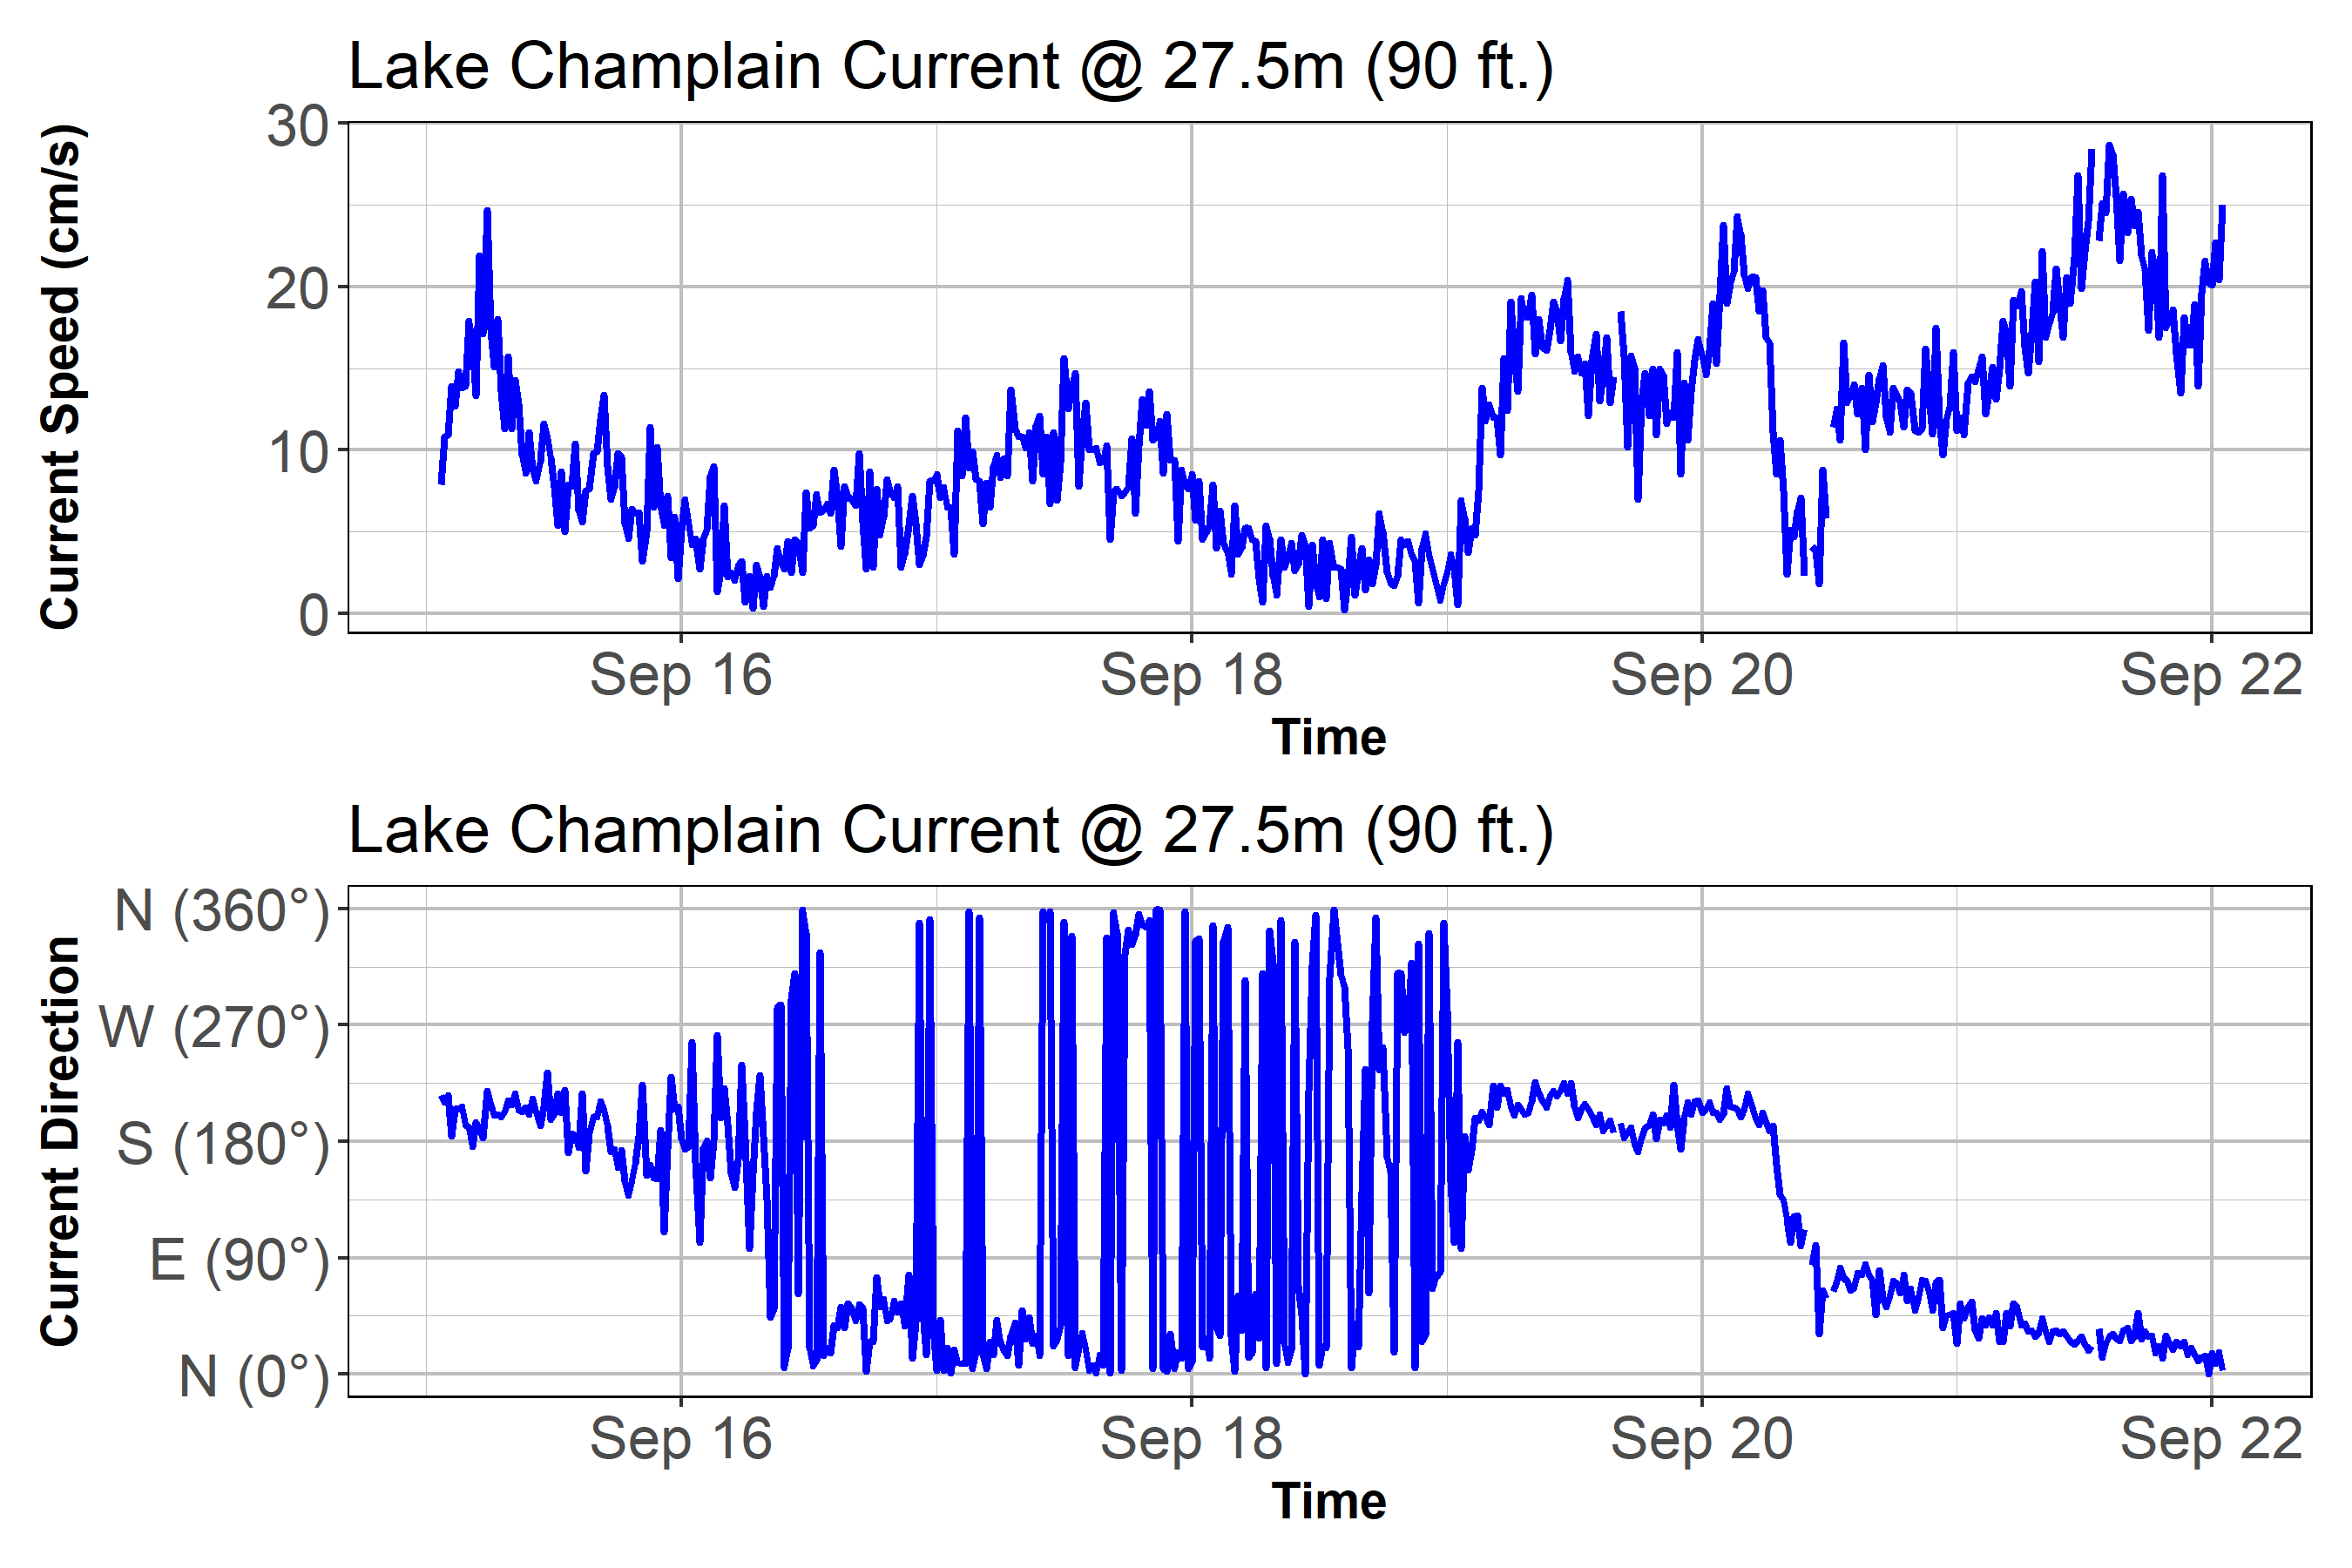 Lake Champlain Current @ 27.5m (90 ft.)
Current Speed (cm/s)
30
20
10
0
Sep 16 Sep 18 Sep 20 Sep 22
Time
Lake Champlain Current @ 27.5m (90 ft.)
Current Direction
N (360°)
W (270°)
S (180°)
E (90°)
N (0°)
Sep 16 Sep 18 Sep 20 Sep 22
Time